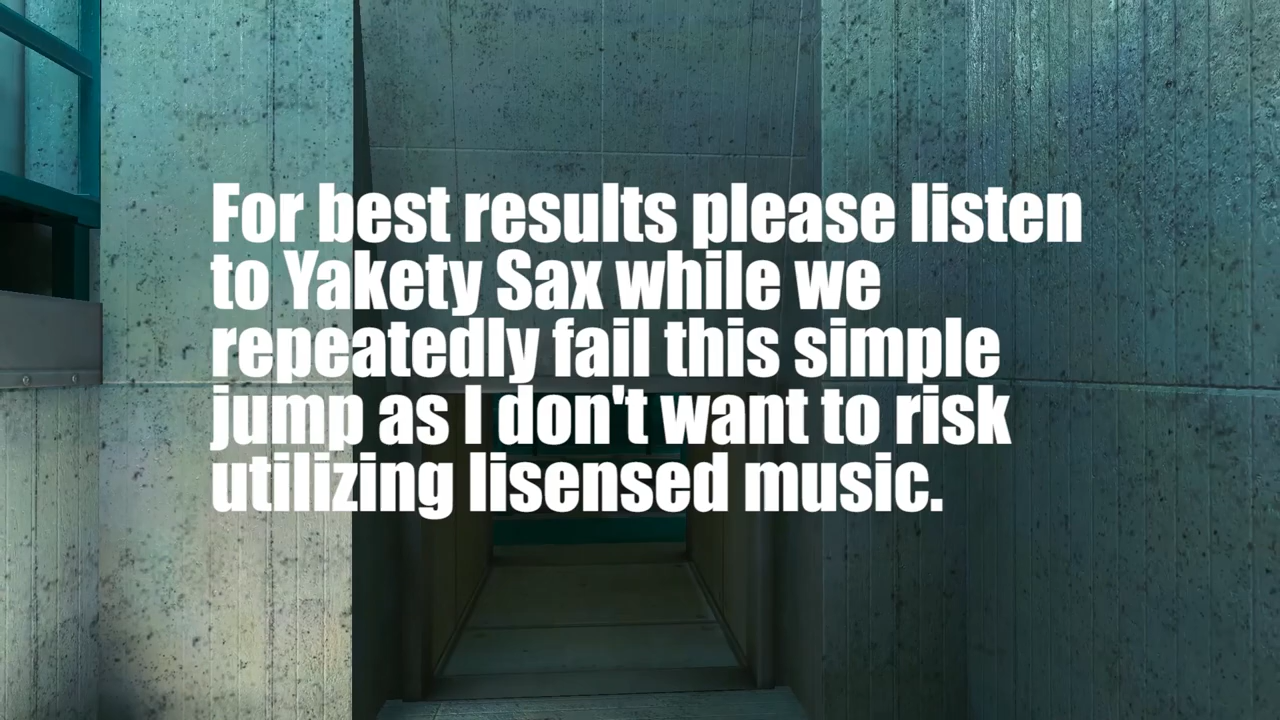 For best results please listen
to Yakety Sax while we
repeatedly fail this simple
jump as I don't want to risk
utilizing lisensed music.